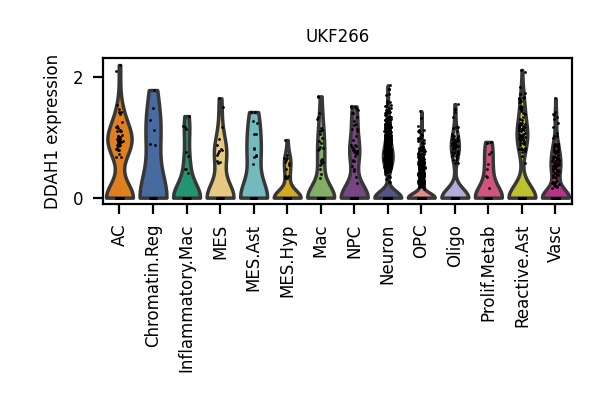 UKF266
DDAH1 expression
2
0
AC
Chromatin.Reg
Inflammatory.Mac
MES
MES.Ast
MES.Hyp
Mac
NPC
Neuron
OPC
Oligo
Prolif.Metab
Reactive.Ast
Vasc